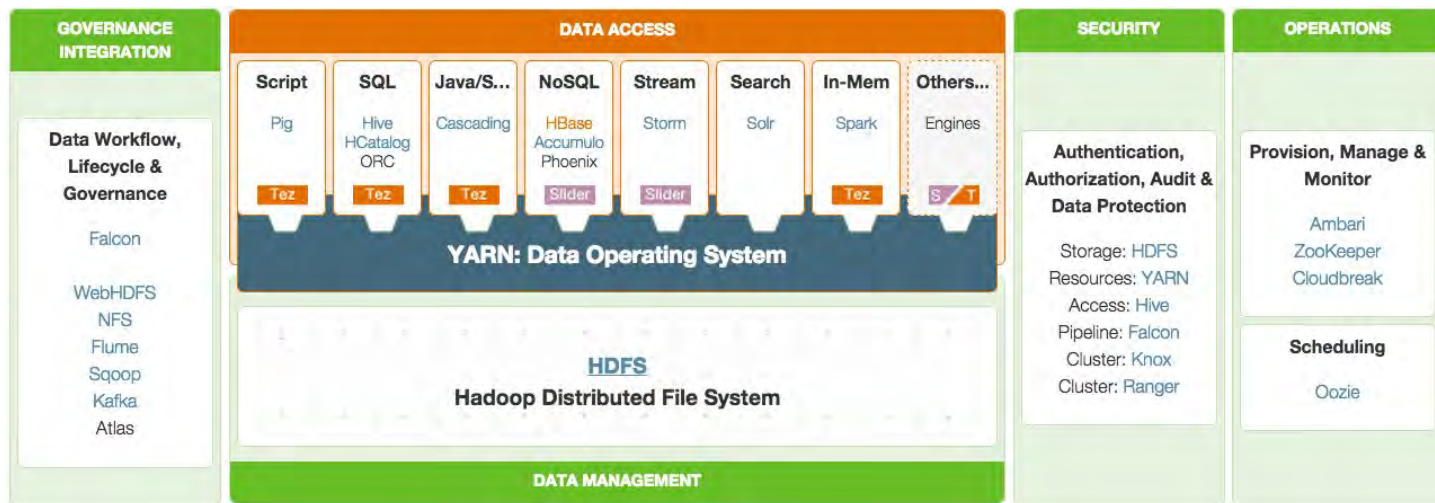 GOVERNANCE
INTEGRATION
Data Workflow,
Lifecycle &
Governance
Falcon
WebHDFS
NFS
Flume
Sqoop
Kafka
Atlas
DATA ACCESS
Script
Pig
Tez
SQL
Hive
HCatalog
ORC
Tez
Java/S...
Cascading
Tez
NoSQL
HBase
Accumulo
Phoenix
Slider
Stream
Storm
Slider
Search
Solr
In-Mem
Spark
Tez
Others...
Engines
S T
YARN: Data Operating System
HDFS
Hadoop Distributed File System
DATA MANAGEMENT
SECURITY
Authentication,
Authorization, Audit &
Data Protection
Storage: HDFS
Resources: YARN
Access: Hive
Pipeline: Falcon
Cluster: Knox
Cluster: Ranger
OPERATIONS
Provision, Manage &
Monitor
Ambari
ZooKeeper
Cloudbreak
Scheduling
Oozie